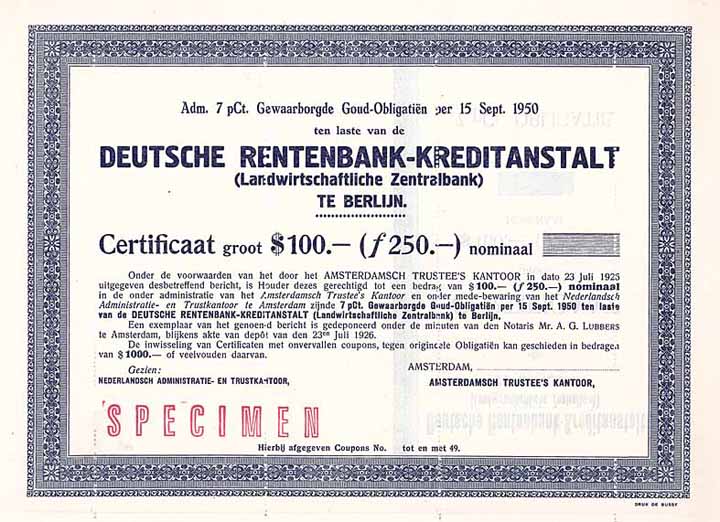 Adm. 7 pCt. Gewaarborgde Goud-Obligatiën per 15 Sept. 1950
ten laste van de
DEUTSCHE RENTENBANK-KREDITANSTALT
(Landwirtschaftliche Zentralbank)
TE BERLIJN.
Certificaat groot $ 100.— (ƒ 250.—) nominaal
Onder de voorwaarden van het door het AMSTERDAMSCH TRUSTEE'S KANTOOR in dato 23 Juli 1925
uitgegeven desbetreffend bericht, is Houder dezes gerechtigd tot een bedrag van $ 100.— (ƒ 250.—) nominaal
in de onder administratie van het Amsterdamsch Trustee's Kantoor en onder mede-bewaring van het Nederlandsch
Administratie- en Trustkantoor te Amsterdam zijnde 7 pCt. Gewaarborgde Goud-Obligatiën per 15 Sept. 1950 ten laste
van de DEUTSCHE RENTENBANK-KREDITANSTALT (Landwirtschaftliche Zentralbank) te Berlijn.
Een exemplaar van het genoemd bericht is gedeponeerd onder de minuten van den Notaris Mr. A. G. LUBBERS
te Amsterdam, blijkens akte van depôt van den 23en Juli 1926.
De inwisseling van Certificaten met onvervallen coupons, tegen origineele Obligatiën kan geschieden in bedragen
van $ 1000.— of veelvouden daarvan.
Gezien:
NEDERLANDSCH ADMINISTRATIE- EN TRUSTKANTOOR,
AMSTERDAM,
AMSTERDAMSCH TRUSTEE'S KANTOOR,
SPECIMEN
Hierbij afgegeven Coupons No. tot en met 49.
DRUK DE BUSSY